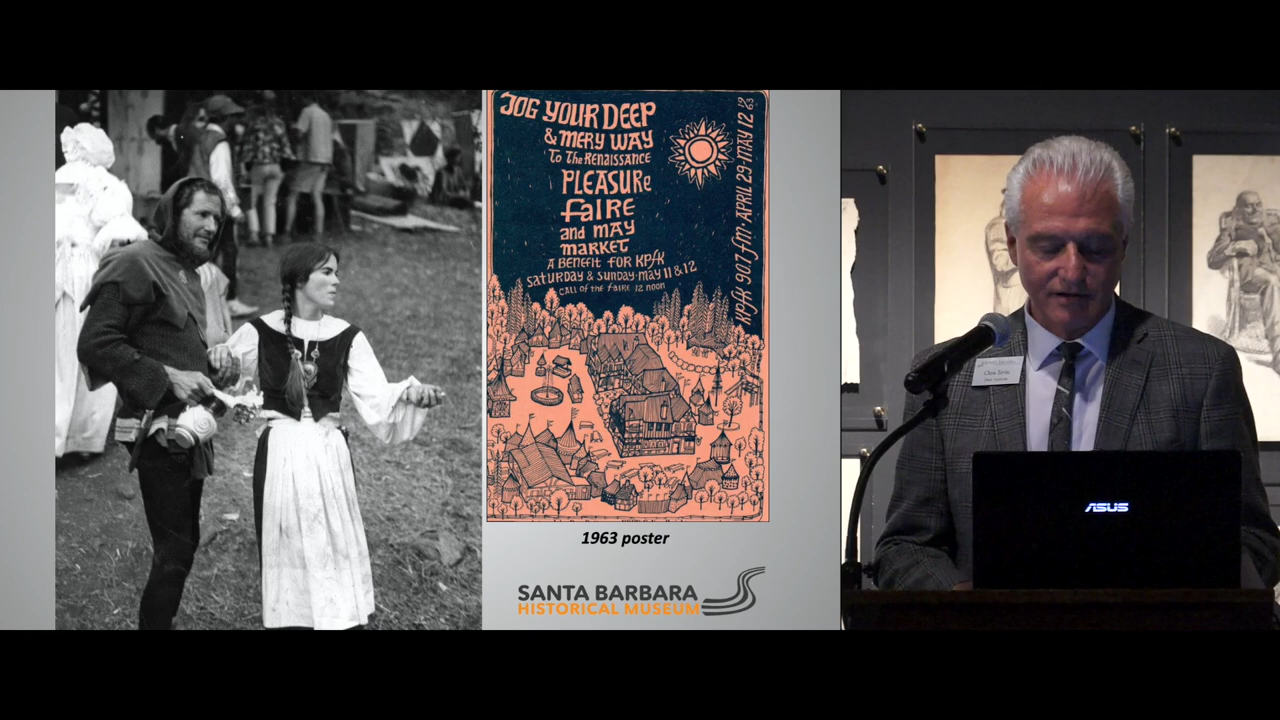 JOG YOUR DEEP
& MERY WAY
To The RENAISSANCE
PLEASURe
faiRe
and MAY
MARKET
A BENEFIT FOR KPfK
SATURDAY & SUNDAY · MAY 11 & 12
CALL OF THE FAIRE 12 NOON
KPfK 90.7 fm · APRIL 29 · MAY 12 1963
1963 poster
SANTA BARBARA
HISTORICAL MUSEUM
ASUS